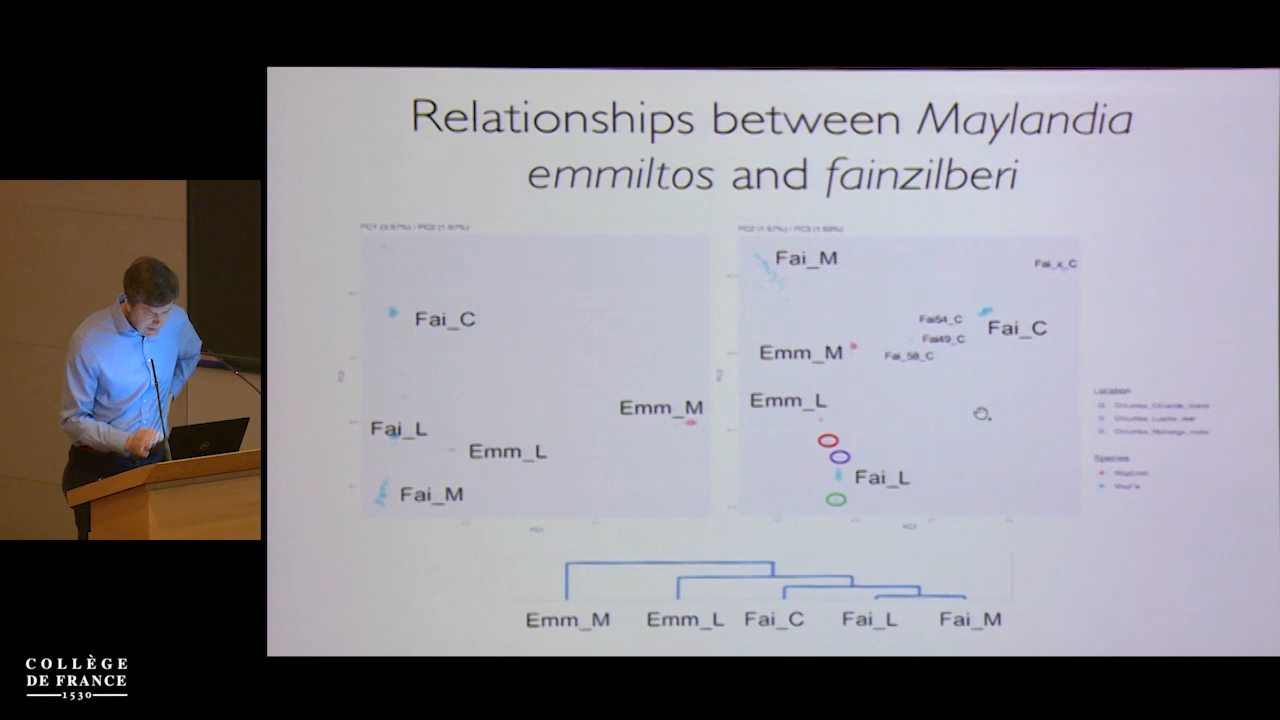 Relationships between Maylandia
emmiltos and fainzilberi
Fai_C
Emm_M
Fai_L
Emm_L
Fai_M
Fai_M
Fai_x_C
Fai54_C
Fai_C
Fai49_C
Emm_M
Fai_58_C
Emm_L
Fai_L
Location
Species
Emm_M Emm_L Fai_C Fai_L Fai_M
COLLÈGE
DE FRANCE
1530